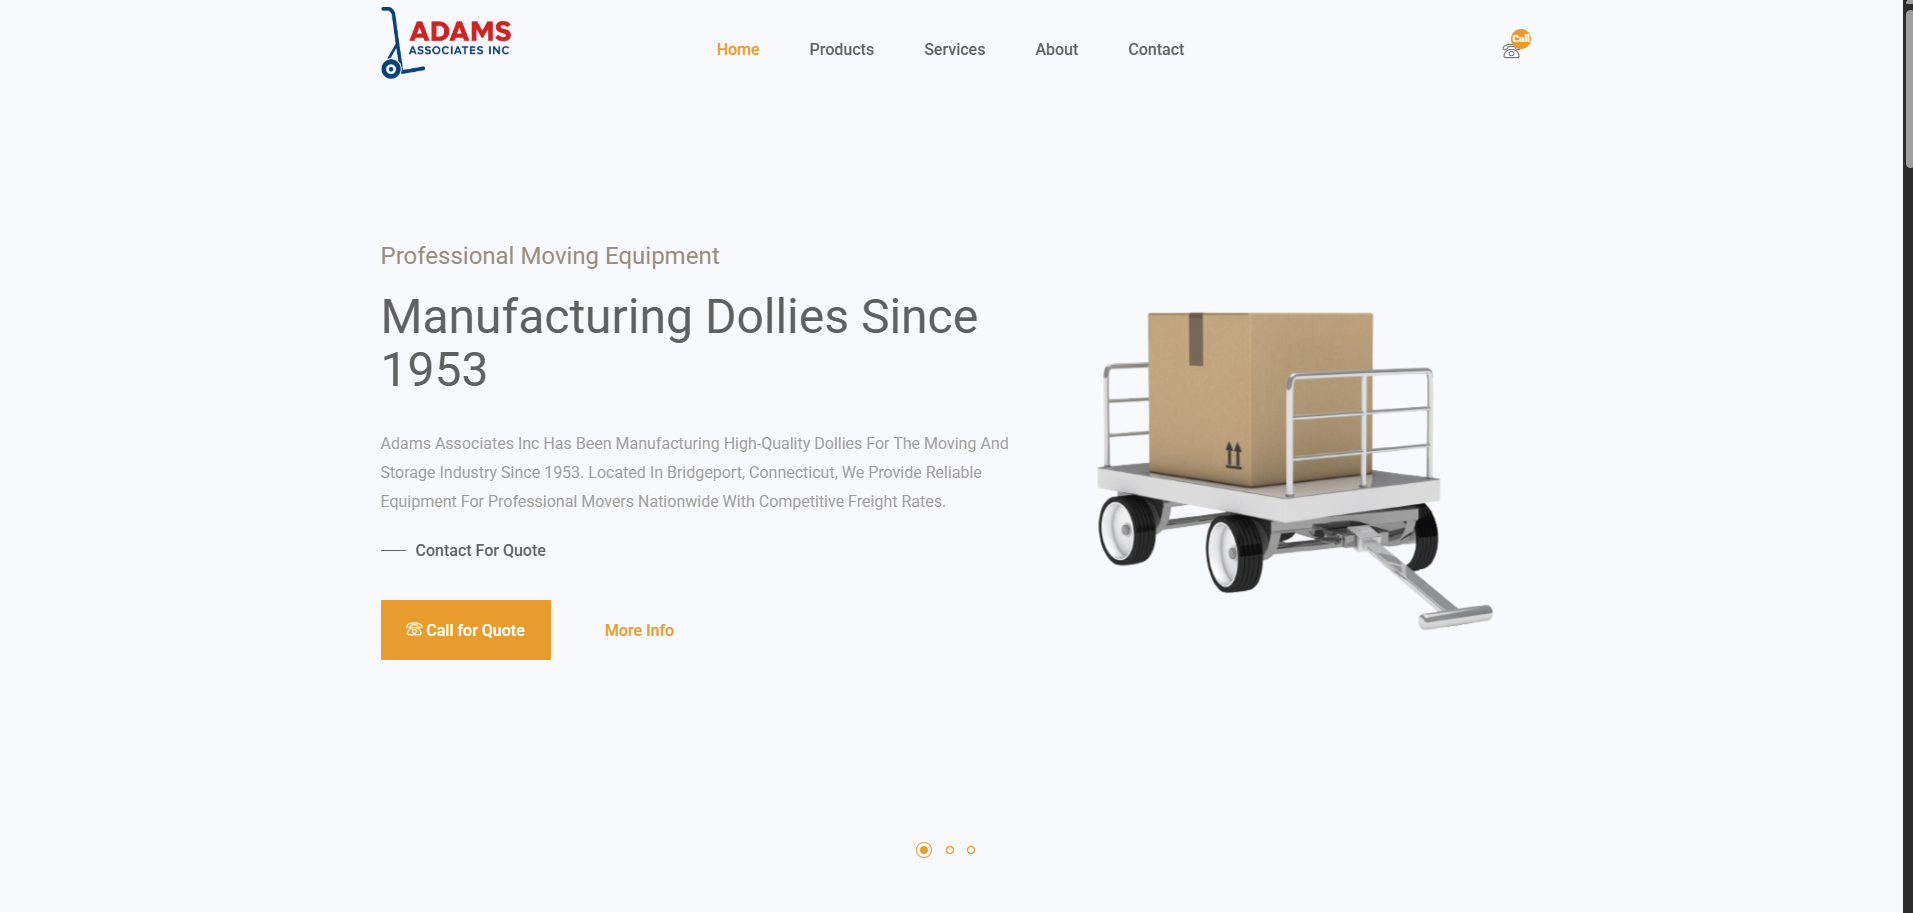 ADAMS
ASSOCIATES INC
Home
Products
Services
About
Contact
Call
Professional Moving Equipment
Manufacturing Dollies Since
1953
Adams Associates Inc Has Been Manufacturing High-Quality Dollies For The Moving And
Storage Industry Since 1953. Located In Bridgeport, Connecticut, We Provide Reliable
Equipment For Professional Movers Nationwide With Competitive Freight Rates.
Contact For Quote
Call for Quote
More Info